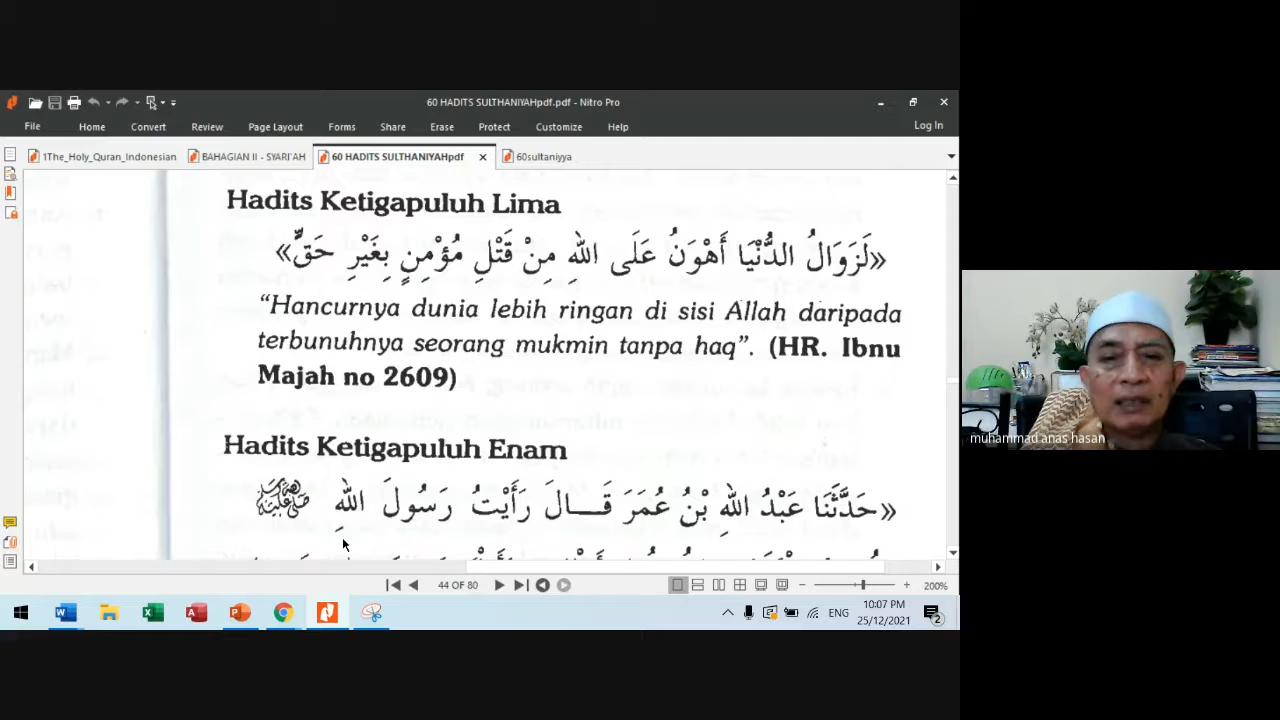 60 HADITS SULTHANIYAHpdf.pdf - Nitro Pro
File Home Convert Review Page Layout Forms Share Erase Protect Customize Help Log In
1The_Holy_Quran_Indonesian BAHAGIAN II - SYARI'AH 60 HADITS SULTHANIYAHpdf 60sultaniyya
Hadits Ketigapuluh Lima
«لَزَوَالُ الدُّنْيَا أَهْوَنُ عَلَى اللهِ مِنْ قَتْلِ مُؤْمِنٍ بِغَيْرِ حَقٍّ»
“Hancurnya dunia lebih ringan di sisi Allah daripada
terbunuhnya seorang mukmin tanpa haq”. (HR. Ibnu
Majah no 2609)
Hadits Ketigapuluh Enam
«حَدَّثَنَا عَبْدُ اللهِ بْنُ عُمَرَ قَـــالَ رَأَيْتُ رَسُولَ اللهِ ﷺ
muhammad anas hasan
44 OF 80
200%
ENG
10:07 PM
25/12/2021
2